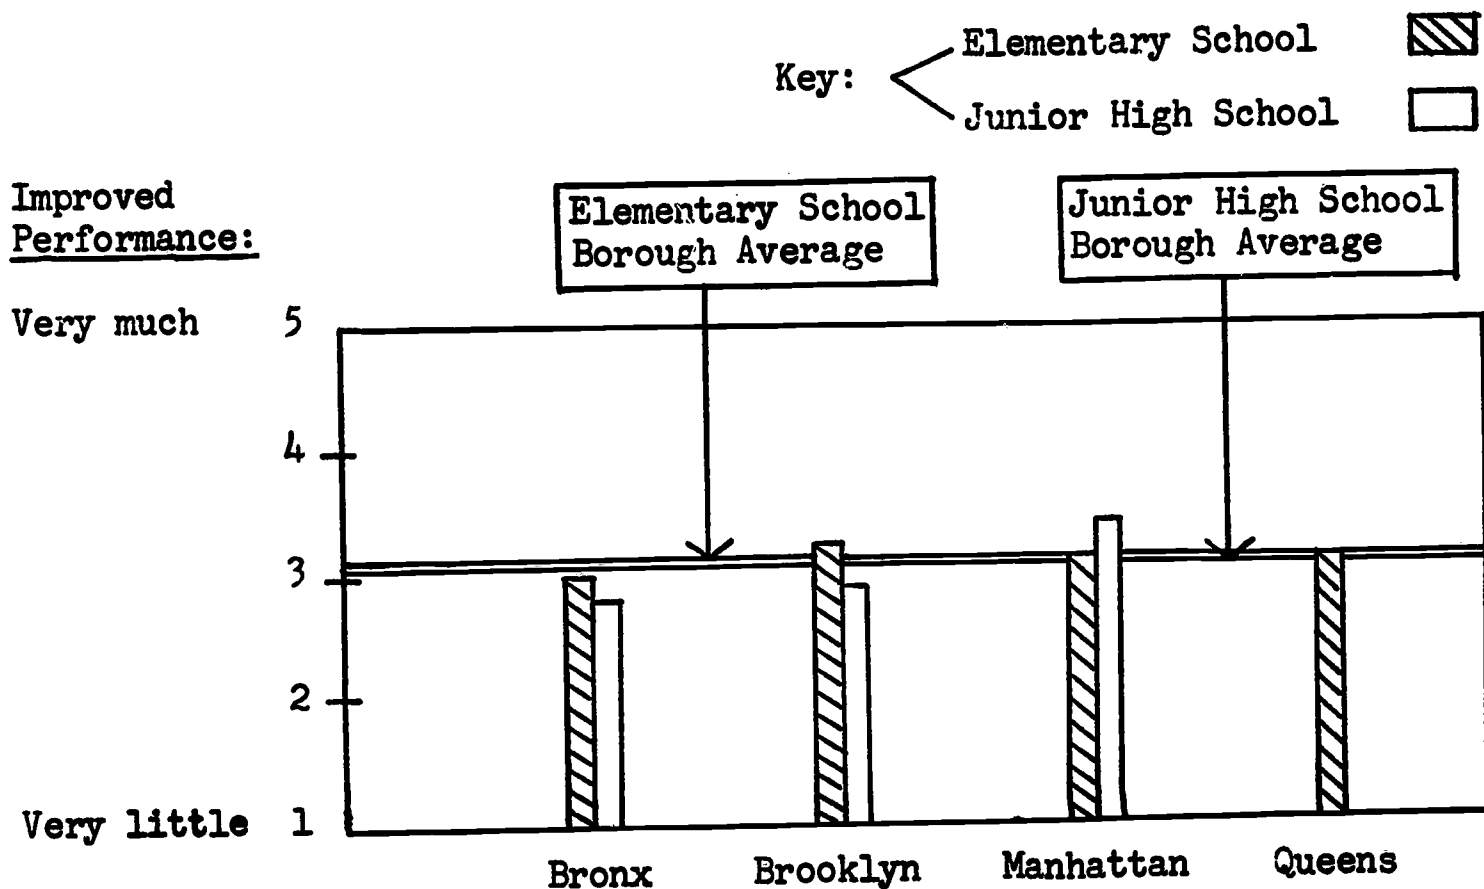 Key:
Elementary School
Junior High School
Improved
Performance:
Elementary School
Borough Average
Junior High School
Borough Average
Very much 5
4
3
2
Very little 1
Bronx Brooklyn Manhattan Queens